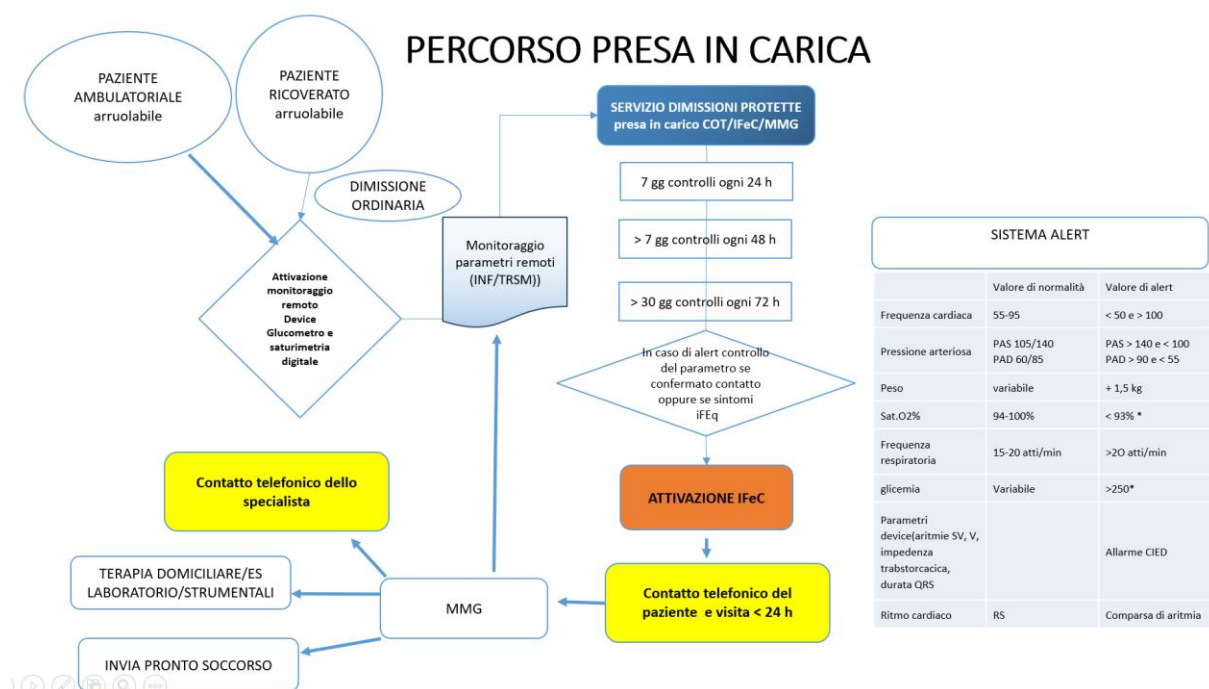 PERCORSO PRESA IN CARICA
PAZIENTE
AMBULATORIALE
arruolabile
PAZIENTE
RICOVERATO
arruolabile
DIMISSIONE
ORDINARIA
Attivazione
monitoraggio
remoto
Device
Glucometro e
saturimetria
digitale
Monitoraggio
parametri remoti
(INF/TRSM))
SERVIZIO DIMISSIONI PROTETTE
presa in carico COT/IFeC/MMG
7 gg controlli ogni 24 h
> 7 gg controlli ogni 48 h
> 30 gg controlli ogni 72 h
In caso di alert controllo
del parametro se
confermato contatto
oppure se sintomi
iFEq
ATTIVAZIONE IFeC
Contatto telefonico del
paziente e visita < 24 h
MMG
Contatto telefonico dello
specialista
TERAPIA DOMICILIARE/ES
LABORATORIO/STRUMENTALI
INVIA PRONTO SOCCORSO
SISTEMA ALERT
Valore di normalità Valore di alert
Frequenza cardiaca 55-95 < 50 e > 100
Pressione arteriosa PAS 105/140 PAS > 140 e < 100
PAD 60/85 PAD > 90 e < 55
Peso variabile + 1,5 kg
Sat.O2% 94-100% < 93% *
Frequenza
respiratoria 15-20 atti/min >2O atti/min
glicemia Variabile >250*
Parametri
device(aritmie SV, V,
impedenza
trabstorcacica,
durata QRS Allarme CIED
Ritmo cardiaco RS Comparsa di aritmia